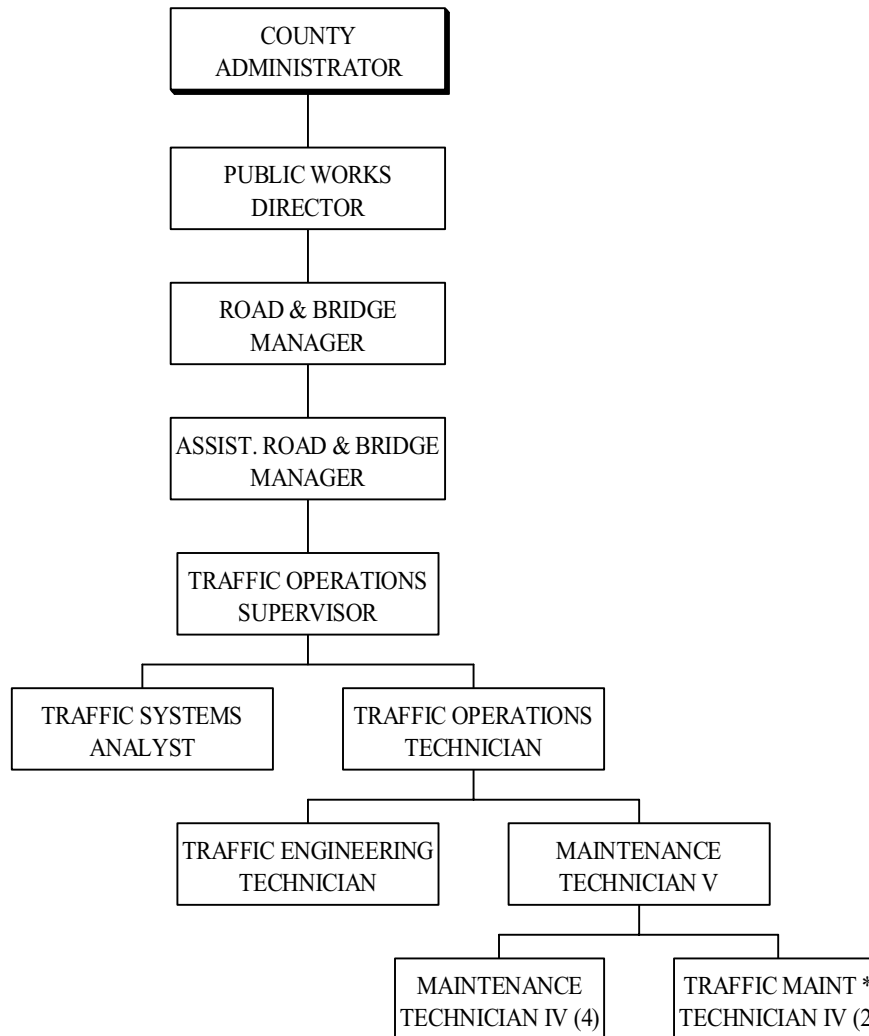 COUNTY
ADMINISTRATOR
PUBLIC WORKS
DIRECTOR
ROAD & BRIDGE
MANAGER
ASSIST. ROAD & BRIDGE
MANAGER
TRAFFIC OPERATIONS
SUPERVISOR
TRAFFIC SYSTEMS
ANALYST
TRAFFIC OPERATIONS
TECHNICIAN
TRAFFIC ENGINEERING
TECHNICIAN
MAINTENANCE
TECHNICIAN V
MAINTENANCE
TECHNICIAN IV (4)
TRAFFIC MAINT *
TECHNICIAN IV (2